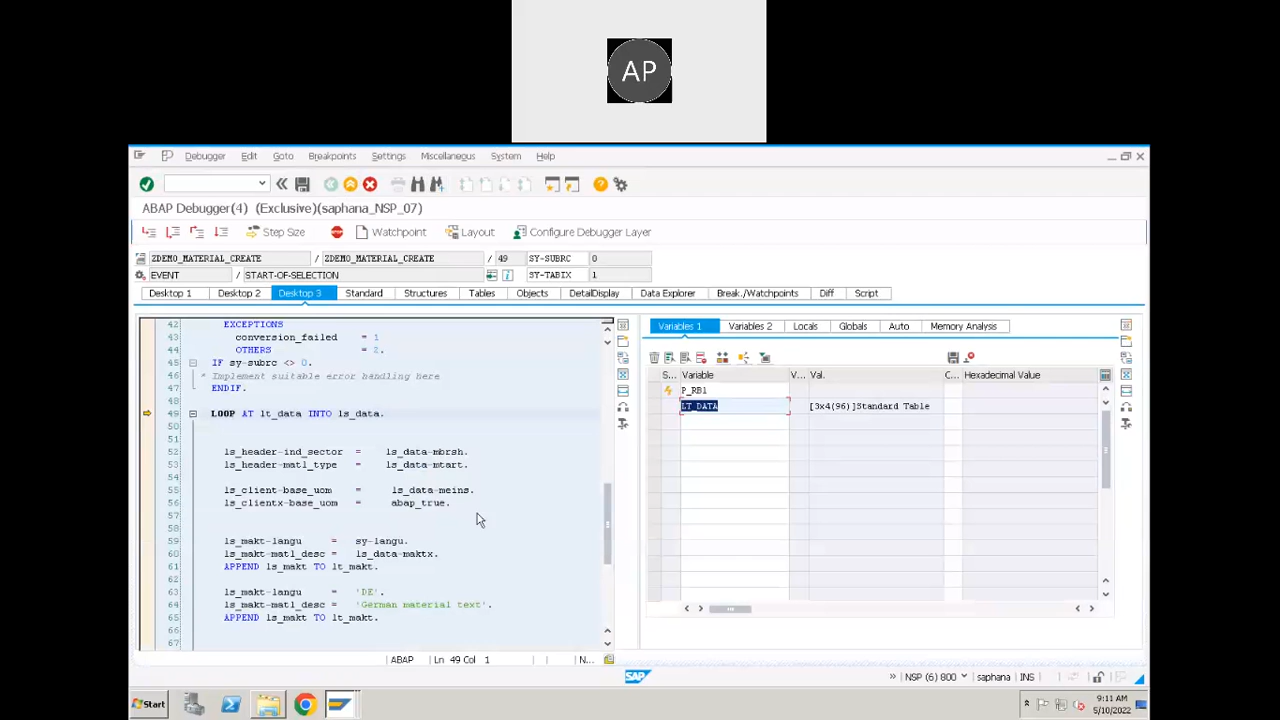 AP
Debugger Edit Goto Breakpoints Settings Miscellanegus System Help
ABAP Debugger(4) (Exclusive)(saphana_NSP_07)
Step Size Watchpoint Layout Configure Debugger Layer
ZDEMO_MATERIAL_CREATE / ZDEMO_MATERIAL_CREATE / 49 SY-SUBRC 0
EVENT / START-OF-SELECTION SY-TABIX 1
Desktop 1 Desktop 2 Desktop 3 Standard Structures Tables Objects DetailDisplay Data Explorer Break./Watchpoints Diff Script
42 EXCEPTIONS
43 conversion_failed = 1
44 OTHERS = 2.
45 IF sy-subrc <> 0.
46 * Implement suitable error handling here
47 ENDIF.
48
49 LOOP AT lt_data INTO ls_data.
50
51
52 ls_header-ind_sector = ls_data-mbrsh.
53 ls_header-matl_type = ls_data-mtart.
54
55 ls_client-base_uom = ls_data-meins.
56 ls_clientx-base_uom = abap_true.
57
58
59 ls_makt-langu = sy-langu.
60 ls_makt-matl_desc = ls_data-maktx.
61 APPEND ls_makt TO lt_makt.
62
63 ls_makt-langu = 'DE'.
64 ls_makt-matl_desc = 'German material text'.
65 APPEND ls_makt TO lt_makt.
66
67
ABAP Ln 49 Col 1 N...
Variables 1 Variables 2 Locals Globals Auto Memory Analysis
S... Variable V... Val. C... Hexadecimal Value
P_RB1
LT_DATA [3x4(96)]Standard Table
SAP
NSP (6) 800 saphana INS
Start
9:11 AM
5/10/2022